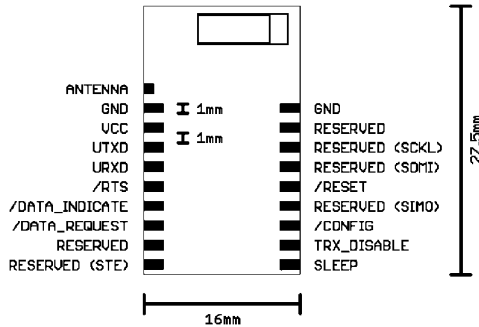 ANTENNA
GND
VCC
UTXD
URXD
/RTS
/DATA_INDICATE
/DATA_REQUEST
RESERVED
RESERVED (STE)
1mm
1mm
GND
RESERVED
RESERVED (SCKL)
RESERVED (SOMI)
/RESET
RESERVED (SIMO)
/CONFIG
TRX_DISABLE
SLEEP
27,5mm
16mm